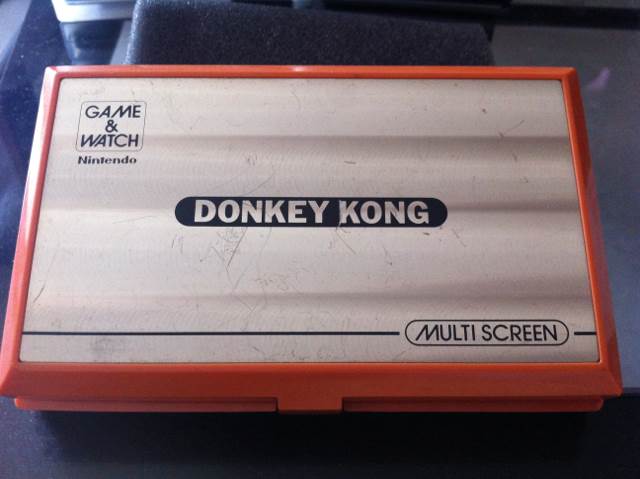 GAME
&
WATCH
Nintendo
DONKEY KONG
MULTI SCREEN